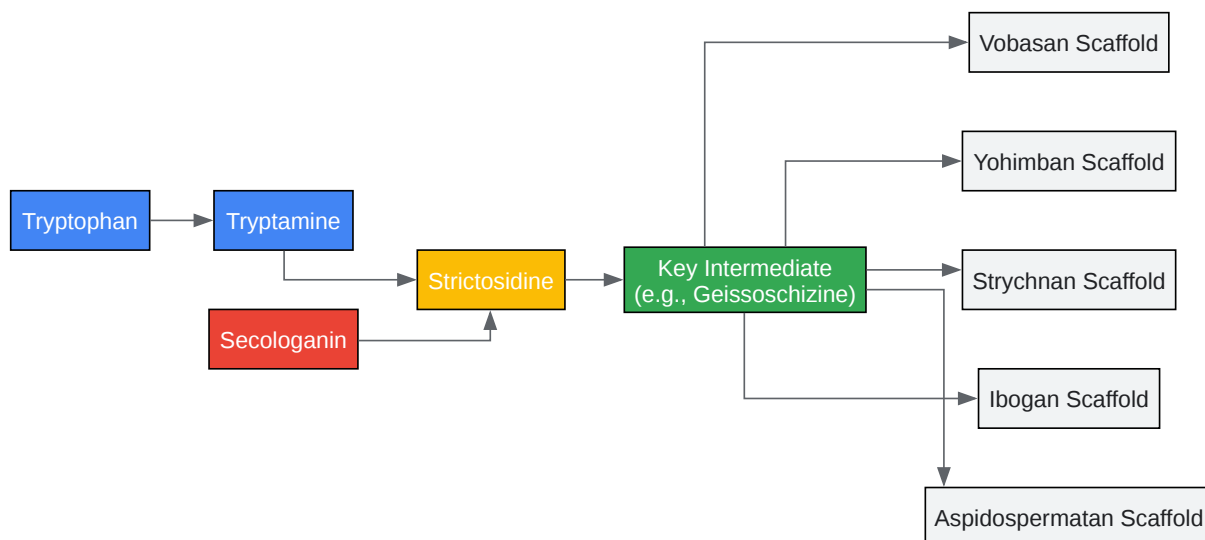 Vobasan Scaffold
Yohimban Scaffold
Tryptophan
Tryptamine
Strictosidine
Key Intermediate
(e.g., Geissoschizine)
Strychnan Scaffold
Secologanin
Ibogan Scaffold
Aspidospermatan Scaffold